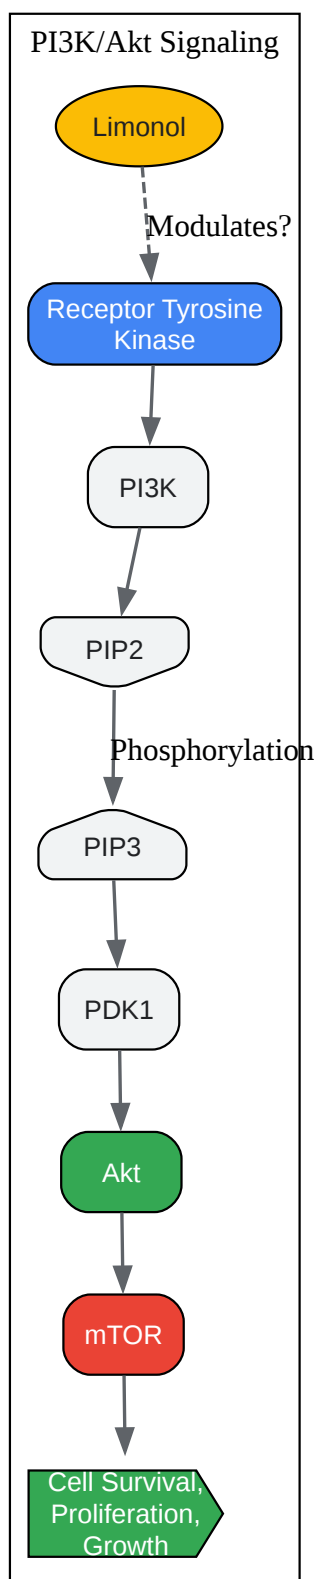 PI3K/Akt Signaling
Limonol
Modulates?
Receptor Tyrosine
Kinase
PI3K
PIP2
Phosphorylation
PIP3
PDK1
Akt
mTOR
Cell Survival,
Proliferation,
Growth